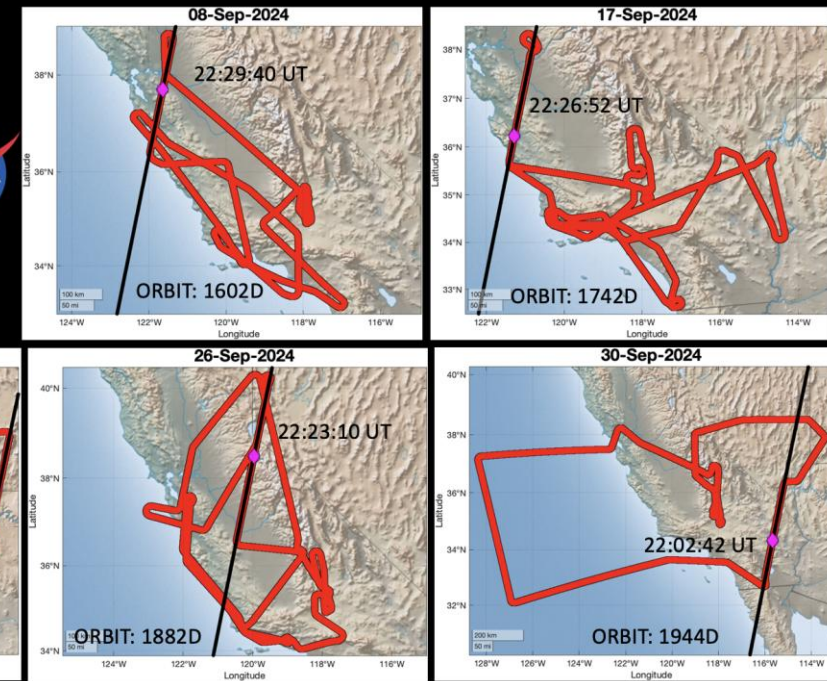 08-Sep-2024
38°N
36°N
34°N
Latitude
22:29:40 UT
ORBIT: 1602D
100 km
50 mi
124°W 122°W 120°W 118°W 116°W
Longitude
17-Sep-2024
38°N
37°N
36°N
35°N
34°N
33°N
Latitude
22:26:52 UT
ORBIT: 1742D
100 km
50 mi
122°W 120°W 118°W 116°W 114°W
Longitude
26-Sep-2024
40°N
38°N
36°N
34°N
Latitude
22:23:10 UT
ORBIT: 1882D
50 mi
124°W 122°W 120°W 118°W 116°W
Longitude
30-Sep-2024
40°N
38°N
36°N
34°N
32°N
Latitude
22:02:42 UT
ORBIT: 1944D
200 km
50 mi
128°W 126°W 124°W 122°W 120°W 118°W 116°W 114°W
Longitude